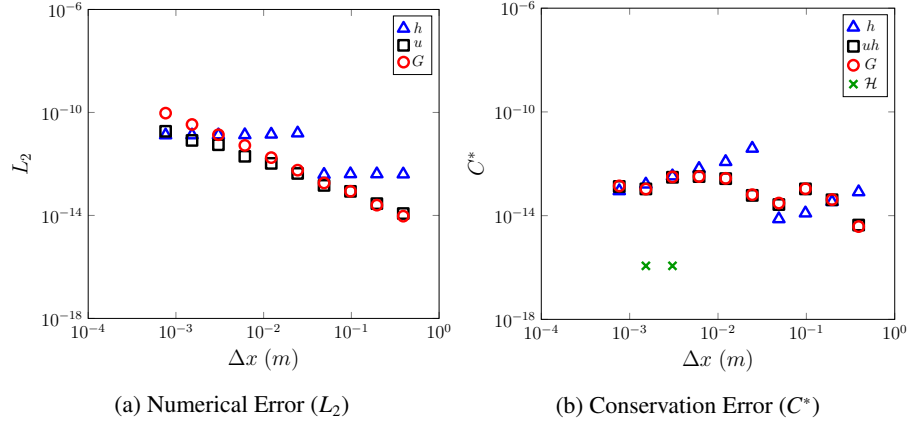 10^{-6}
10^{-10}
10^{-14}
10^{-18}
L_2
h
u
G
10^{-4}
10^{-3}
10^{-2}
10^{-1}
10^{0}
Δx (m)
(a) Numerical Error (L_2)
10^{-6}
10^{-10}
10^{-14}
10^{-18}
C^*
h
uh
G
ℋ
10^{-4}
10^{-3}
10^{-2}
10^{-1}
10^{0}
Δx (m)
(b) Conservation Error (C^*)